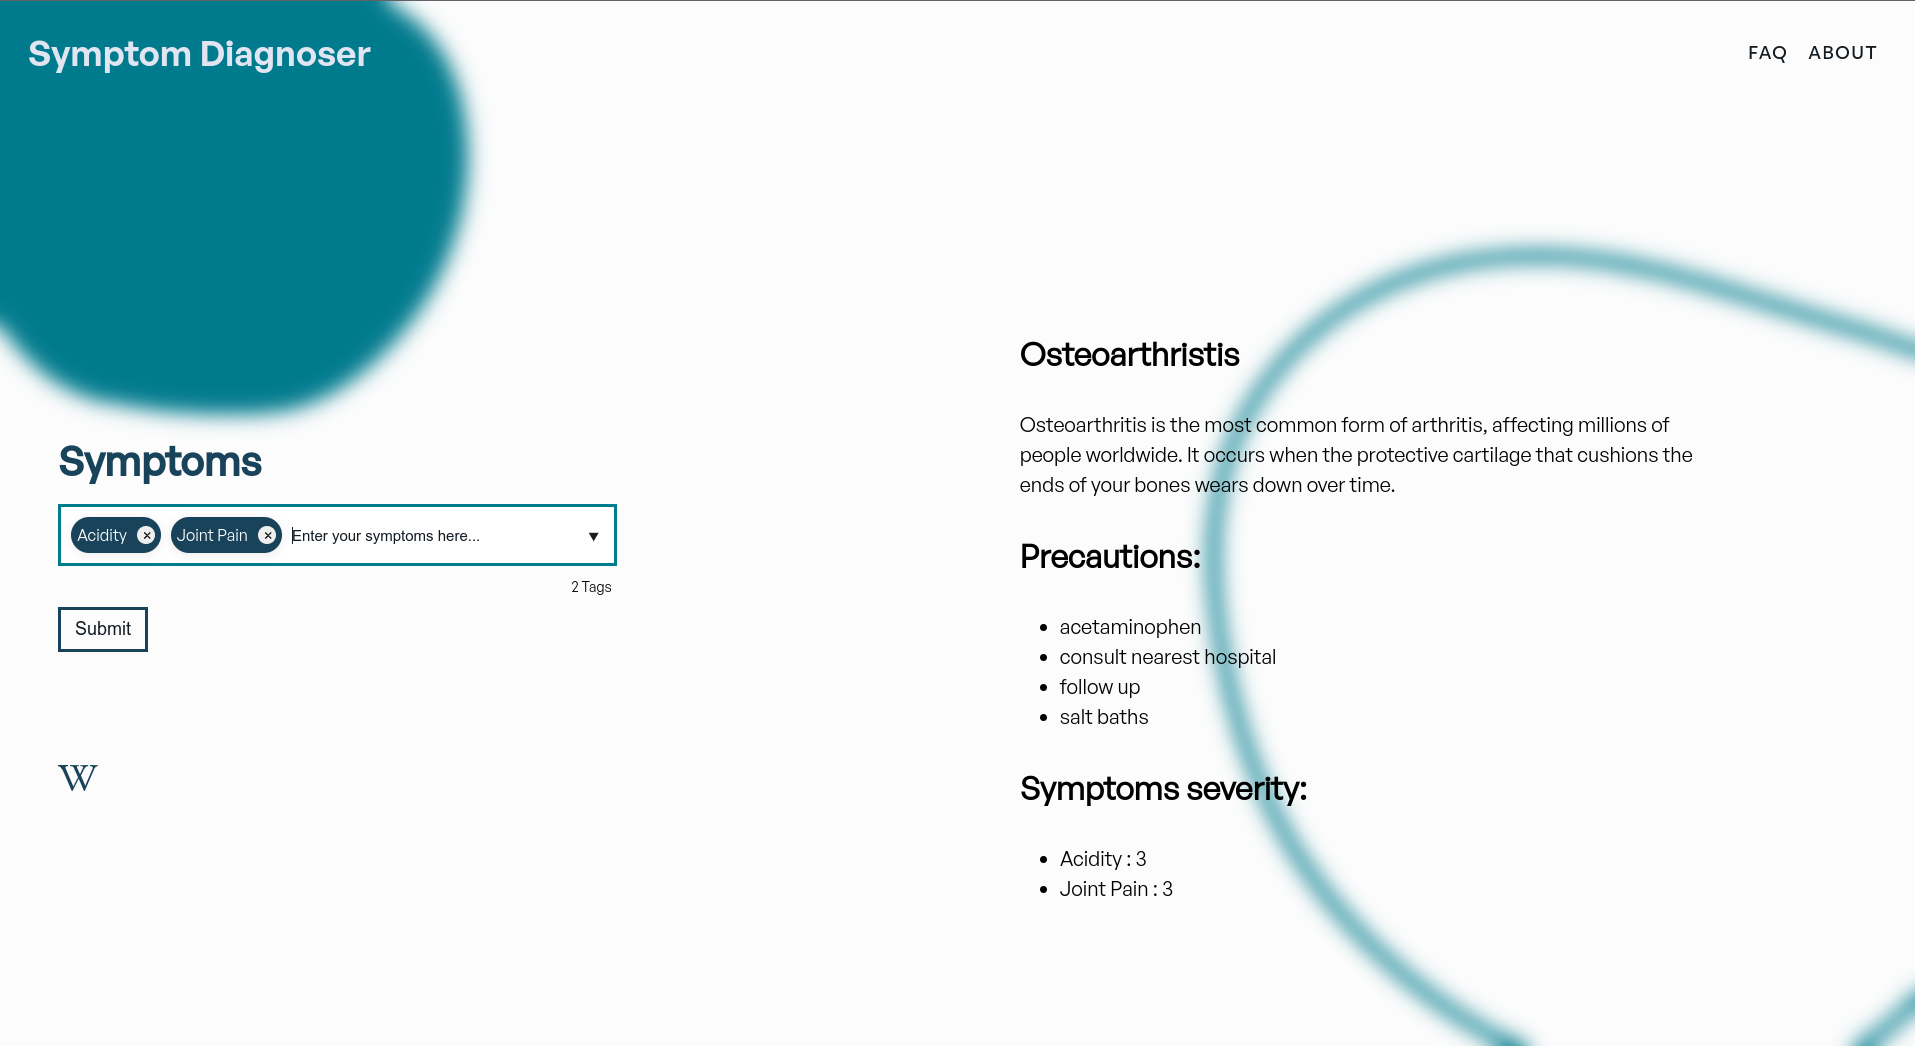 Symptom Diagnoser
FAQ ABOUT
Symptoms
Acidity × Joint Pain × Enter your symptoms here... ▼
2 Tags
Submit
W
Osteoarthristis
Osteoarthritis is the most common form of arthritis, affecting millions of
people worldwide. It occurs when the protective cartilage that cushions the
ends of your bones wears down over time.
Precautions:
• acetaminophen
• consult nearest hospital
• follow up
• salt baths
Symptoms severity:
• Acidity : 3
• Joint Pain : 3